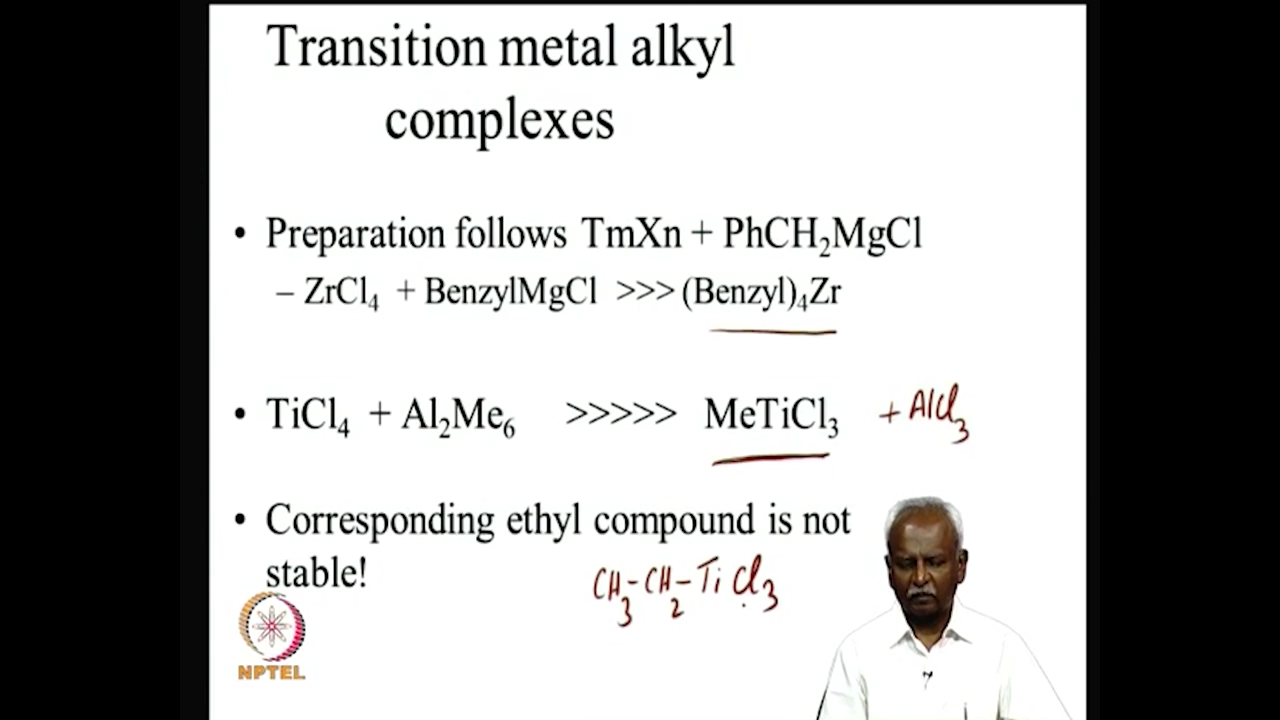 Transition metal alkyl
complexes
• Preparation follows TmXn + PhCH₂MgCl
– ZrCl₄ + BenzylMgCl >>> (Benzyl)₄Zr
• TiCl₄ + Al₂Me₆ >>>>> MeTiCl₃ + AlCl₃
• Corresponding ethyl compound is not
stable!
CH₃-CH₂-TiCl₃
NPTEL